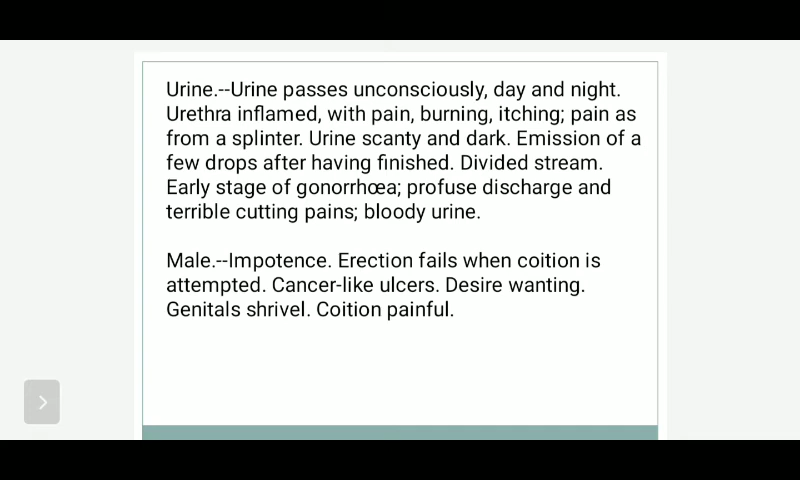 Urine.--Urine passes unconsciously, day and night.
Urethra inflamed, with pain, burning, itching; pain as
from a splinter. Urine scanty and dark. Emission of a
few drops after having finished. Divided stream.
Early stage of gonorrhœa; profuse discharge and
terrible cutting pains; bloody urine.
Male.--Impotence. Erection fails when coition is
attempted. Cancer-like ulcers. Desire wanting.
Genitals shrivel. Coition painful.